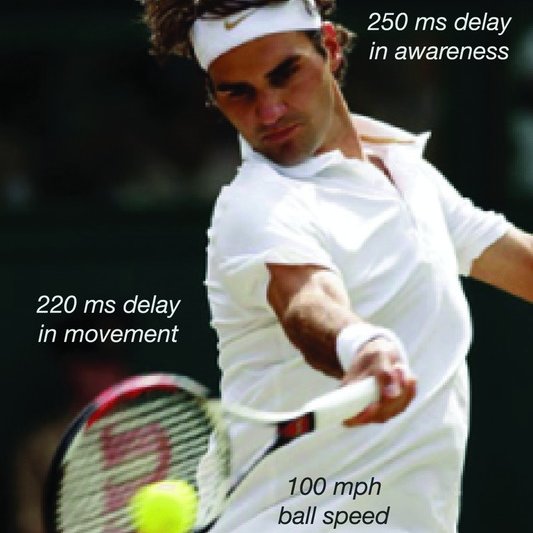 250 ms delay
in awareness
220 ms delay
in movement
100 mph
ball speed